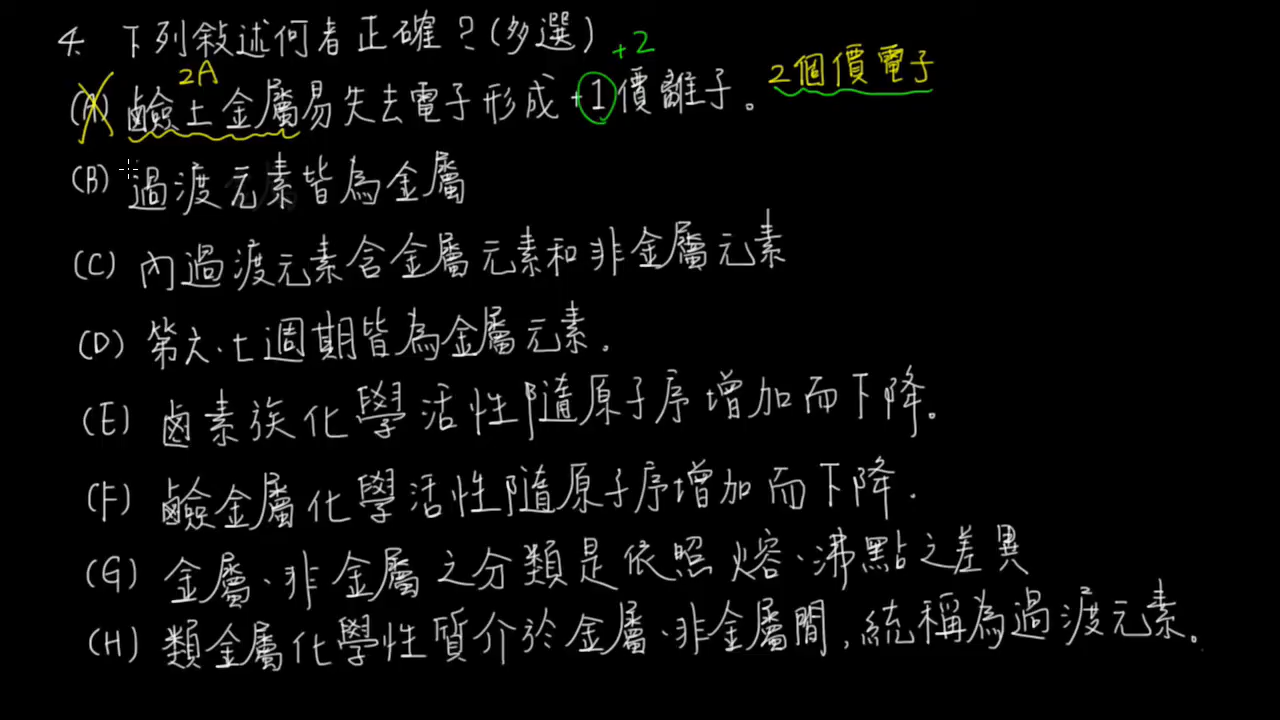 4. 下列敘述何者正確？(多選)
+2
2A
2個價電子
(A) 鹼土金屬易失去電子形成+1價離子。
(B) 過渡元素皆為金屬
(C) 內過渡元素含金屬元素和非金屬元素
(D) 第六、七週期皆為金屬元素.
(E) 鹵素族化學活性隨原子序增加而下降。
(F) 鹼金屬化學活性隨原子序增加而下降.
(G) 金屬、非金屬之分類是依照熔、沸點之差異
(H) 類金屬化學性質介於金屬、非金屬間, 統稱為過渡元素。